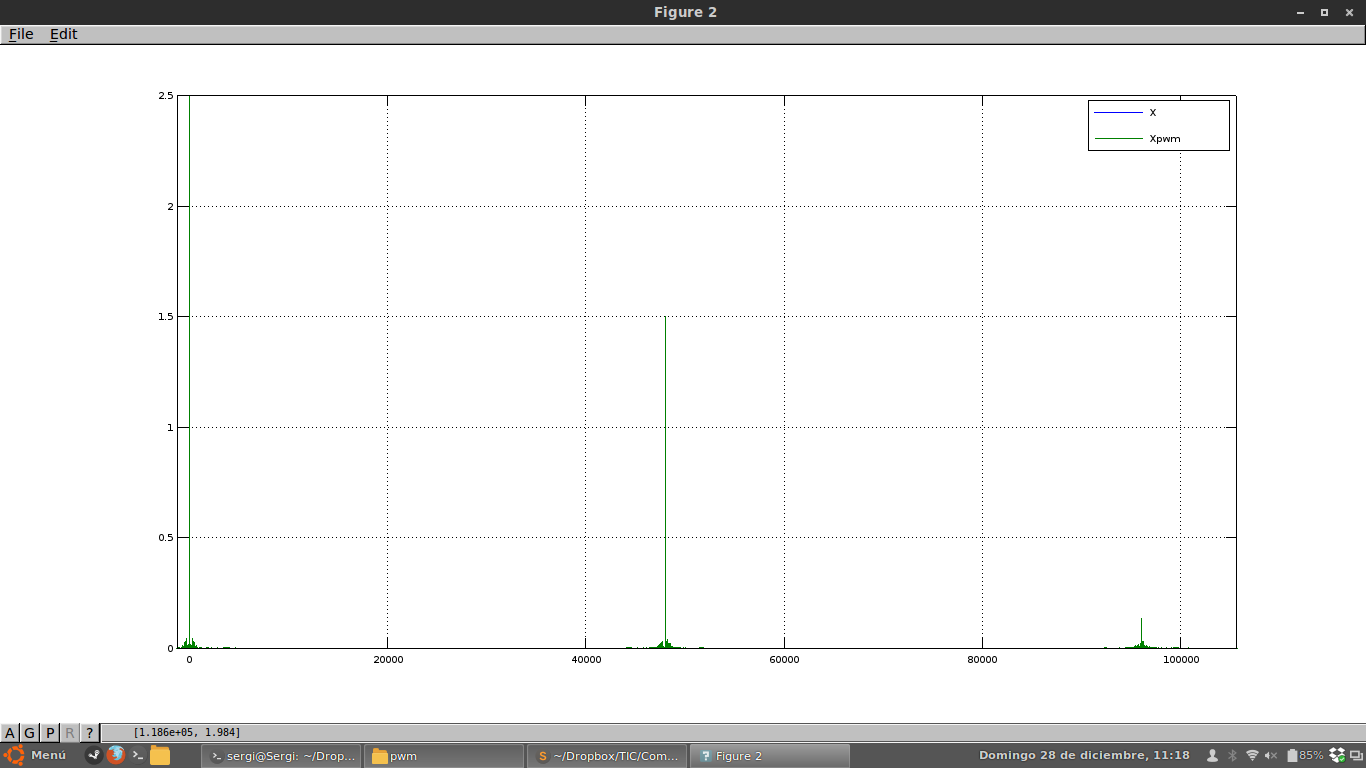 Figure 2
File Edit
2.5
2
1.5
1
0.5
0
0 20000 40000 60000 80000 100000
X
Xpwm
A G P R ? [1.186e+05, 1.984]
Menú sergi@Sergi: ~/Drop... pwm ~/Dropbox/TIC/Com... Figure 2 Domingo 28 de diciembre, 11:18 85%